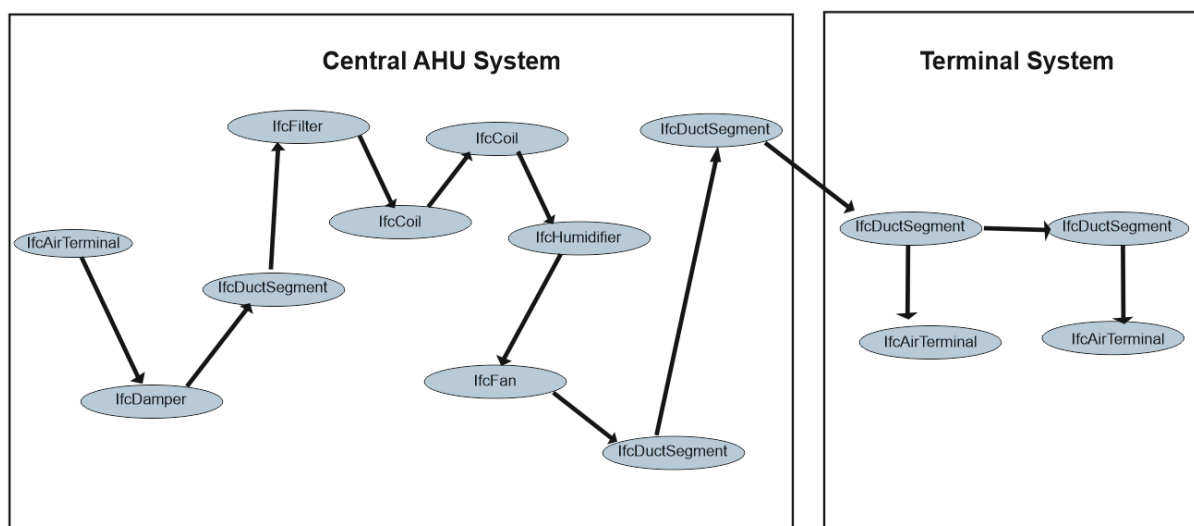 Central AHU System
IfcAirTerminal
IfcDamper
IfcDuctSegment
IfcFilter
IfcCoil
IfcCoil
IfcHumidifier
IfcFan
IfcDuctSegment
IfcDuctSegment
Terminal System
IfcDuctSegment
IfcDuctSegment
IfcAirTerminal
IfcAirTerminal